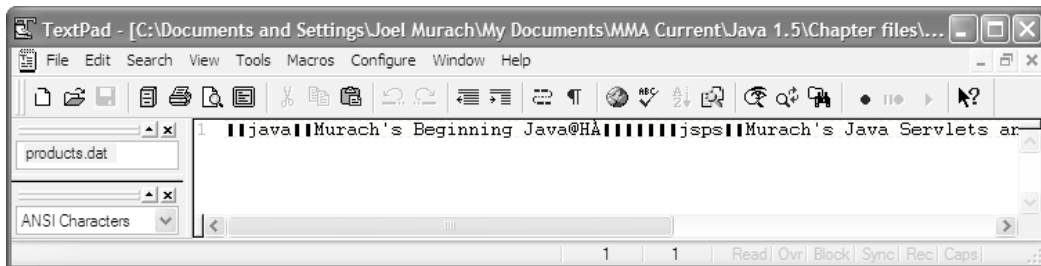 TextPad - [C:\Documents and Settings\Joel Murach\My Documents\MMA Current\Java 1.5\Chapter files\...
File Edit Search View Tools Macros Configure Window Help
products.dat
ANSI Characters
1 ▌▌java▌▌Murach's Beginning Java@HÀ▌▌▌▌▌▌▌jsps▌▌Murach's Java Servlets an
1 1 Read Ovr Block Sync Rec Caps